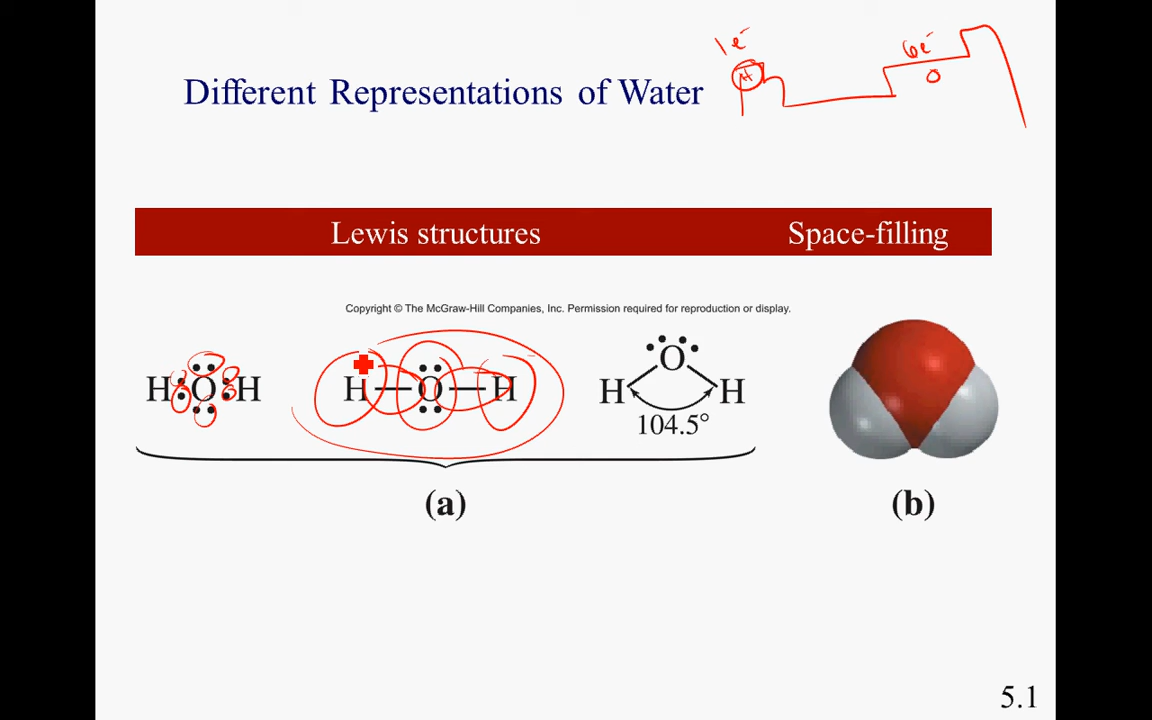 1e⁻
H
6e⁻
O
Different Representations of Water
Lewis structures Space-filling
Copyright © The McGraw-Hill Companies, Inc. Permission required for reproduction or display.
H:O:H H—O—H O
H H
104.5°
(a) (b)
5.1